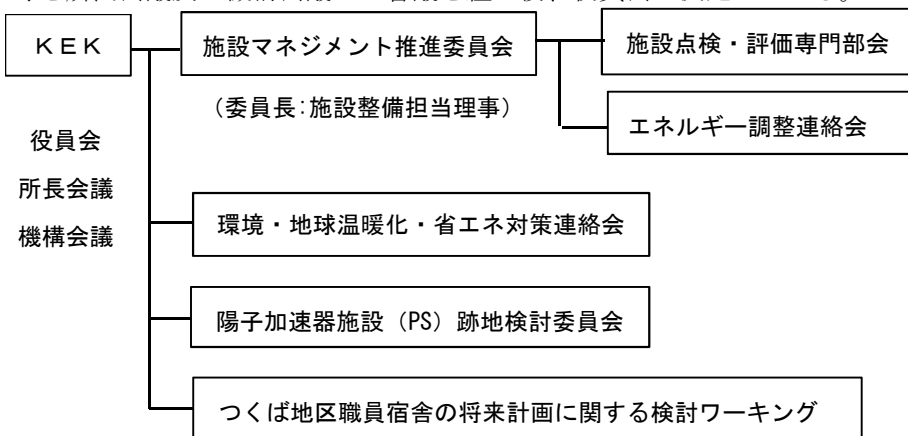 ＫＥＫ
施設マネジメント推進委員会
施設点検・評価専門部会
（委員長：施設整備担当理事）
エネルギー調整連絡会
役員会
所長会議
機構会議
環境・地球温暖化・省エネ対策連絡会
陽子加速器施設（PS）跡地検討委員会
つくば地区職員宿舎の将来計画に関する検討ワーキング